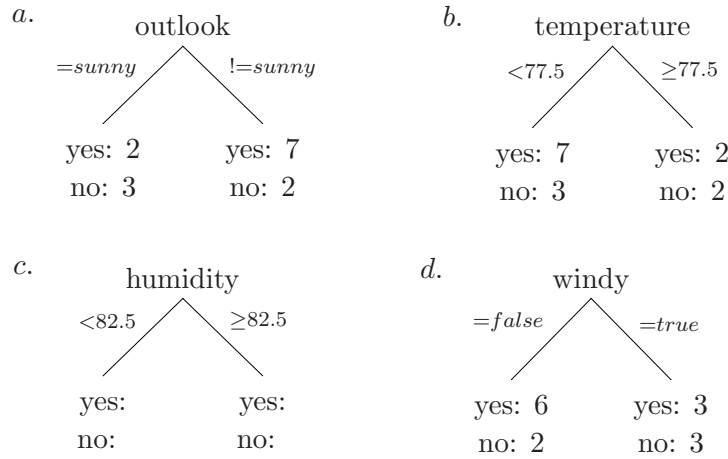 a.
outlook
=sunny !=sunny
yes: 2 yes: 7
no: 3 no: 2
b.
temperature
<77.5 ≥77.5
yes: 7 yes: 2
no: 3 no: 2
c.
humidity
<82.5 ≥82.5
yes: yes:
no: no:
d.
windy
=false =true
yes: 6 yes: 3
no: 2 no: 3